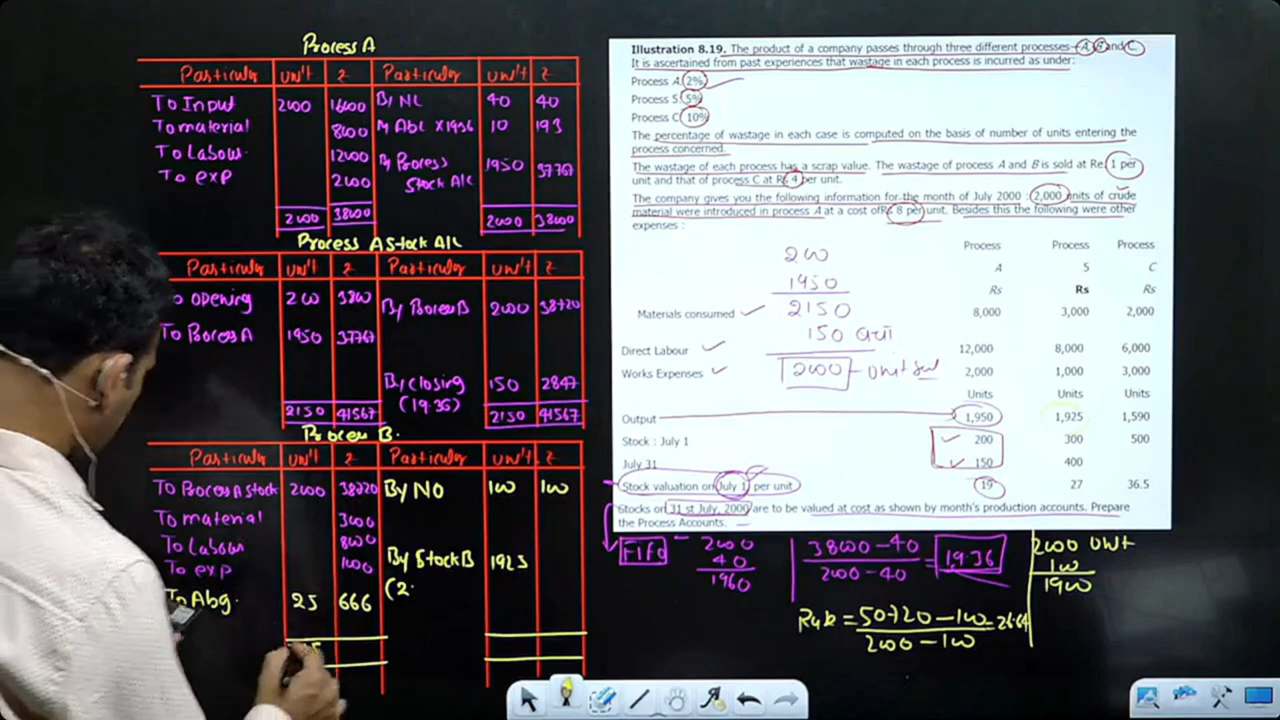 Process A
Particular Unit ₹ Particular Unit ₹
To Input 2000 16000 By NL 40 40
To material 8000 By Abl × 19.36 10 193
To Labour 12000 By Process Stock A/C 1950 37767
To exp 2000
2000 38000 2000 38000
Process A Stock A/C
Particular Unit ₹ Particular Unit ₹
To opening 200 3800 By Process B 2000 38720
To Process A 1950 37767
By closing 150 2847
(19.36)
2150 41567 2150 41567
Process B.
Particular Unit ₹ Particular Unit ₹
To Process A stock 2000 38720 By NO 100 100
To material 3000
To Labour 8000
To exp 1000 By Stock B 1925
To Abg. 25 666 (2.
Illustration 8.19. The product of a company passes through three different processes—A, B and C.
It is ascertained from past experiences that wastage in each process is incurred as under:
Process A 2%
Process S. 5%
Process C 10%
The percentage of wastage in each case is computed on the basis of number of units entering the
process concerned.
The wastage of each process has a scrap value. The wastage of process A and B is sold at Re. 1 per
unit and that of process C at Rs 4 per unit.
The company gives you the following information for the month of July 2000 : 2,000 units of crude
material were introduced in process A at a cost ofRs 8 per unit. Besides this the following were other
expenses :
Process Process Process
A S C
Rs Rs Rs
Materials consumed 8,000 3,000 2,000
Direct Labour 12,000 8,000 6,000
Works Expenses 2,000 1,000 3,000
Units Units Units
Output 1,950 1,925 1,590
Stock : July 1 200 300 500
July 31 150 400
Stock valuation on July 1 per unit 19 27 36.5
Stocks on 31 st July, 2000 are to be valued at cost as shown by month's production accounts. Prepare
the Process Accounts.
200
1950
2150
150
2000 - Unit
FIFO
2000
40
1960
38000-40
2000-40
= 19.36
2000 Unit
100
1900
= 50720-100
2000-100
= 26.64